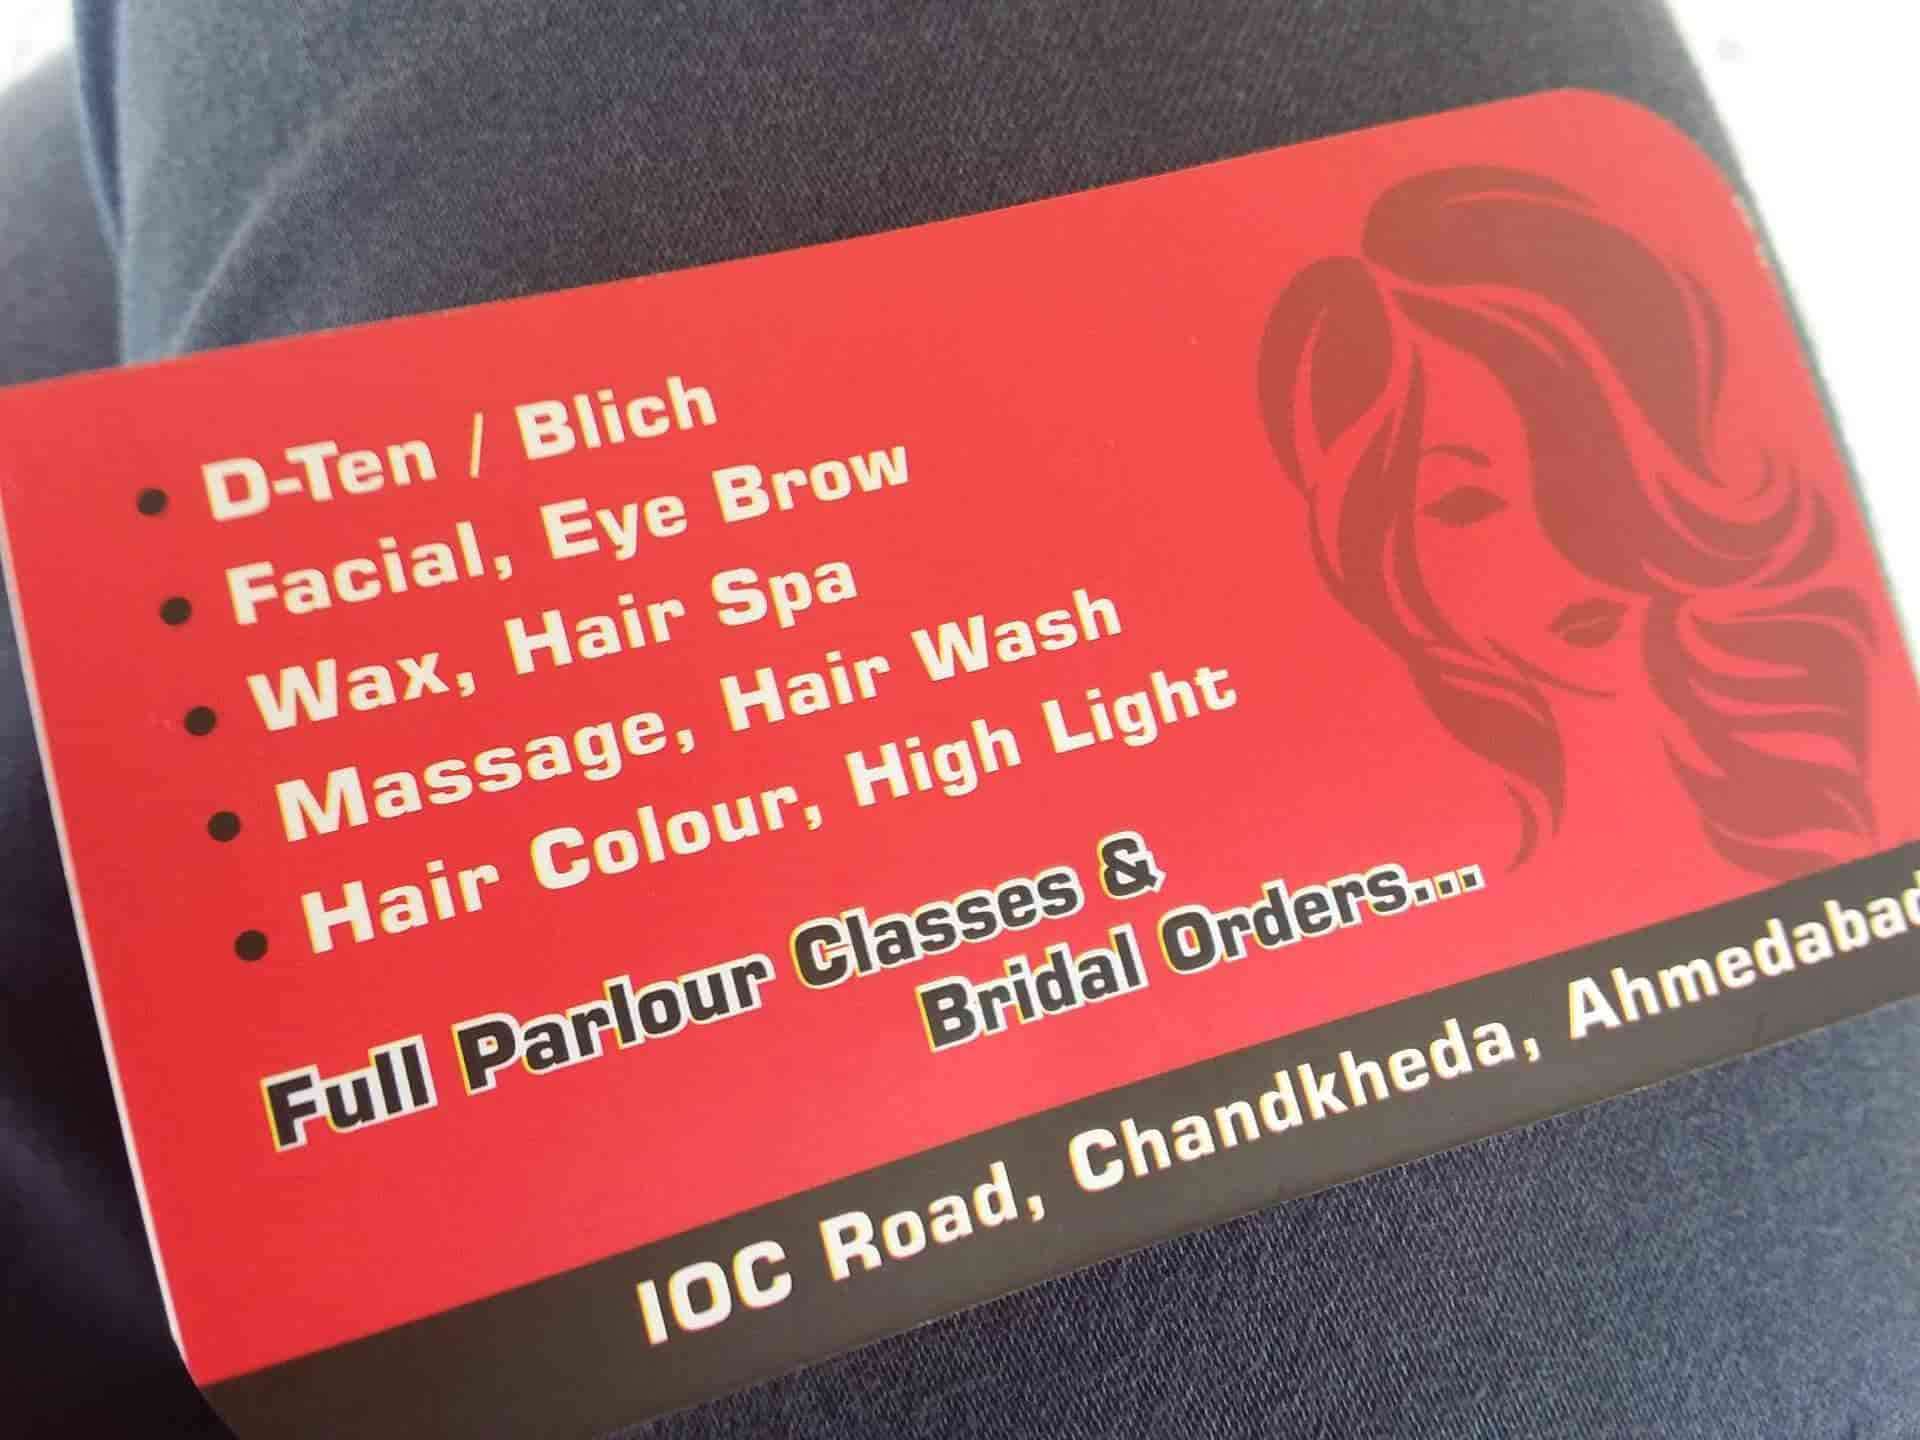 • D-Ten / Blich
• Facial, Eye Brow
• Wax, Hair Spa
• Massage, Hair Wash
• Hair Colour, High Light
Full Parlour Classes &
Bridal Orders...
IOC Road, Chandkheda, Ahmedabad